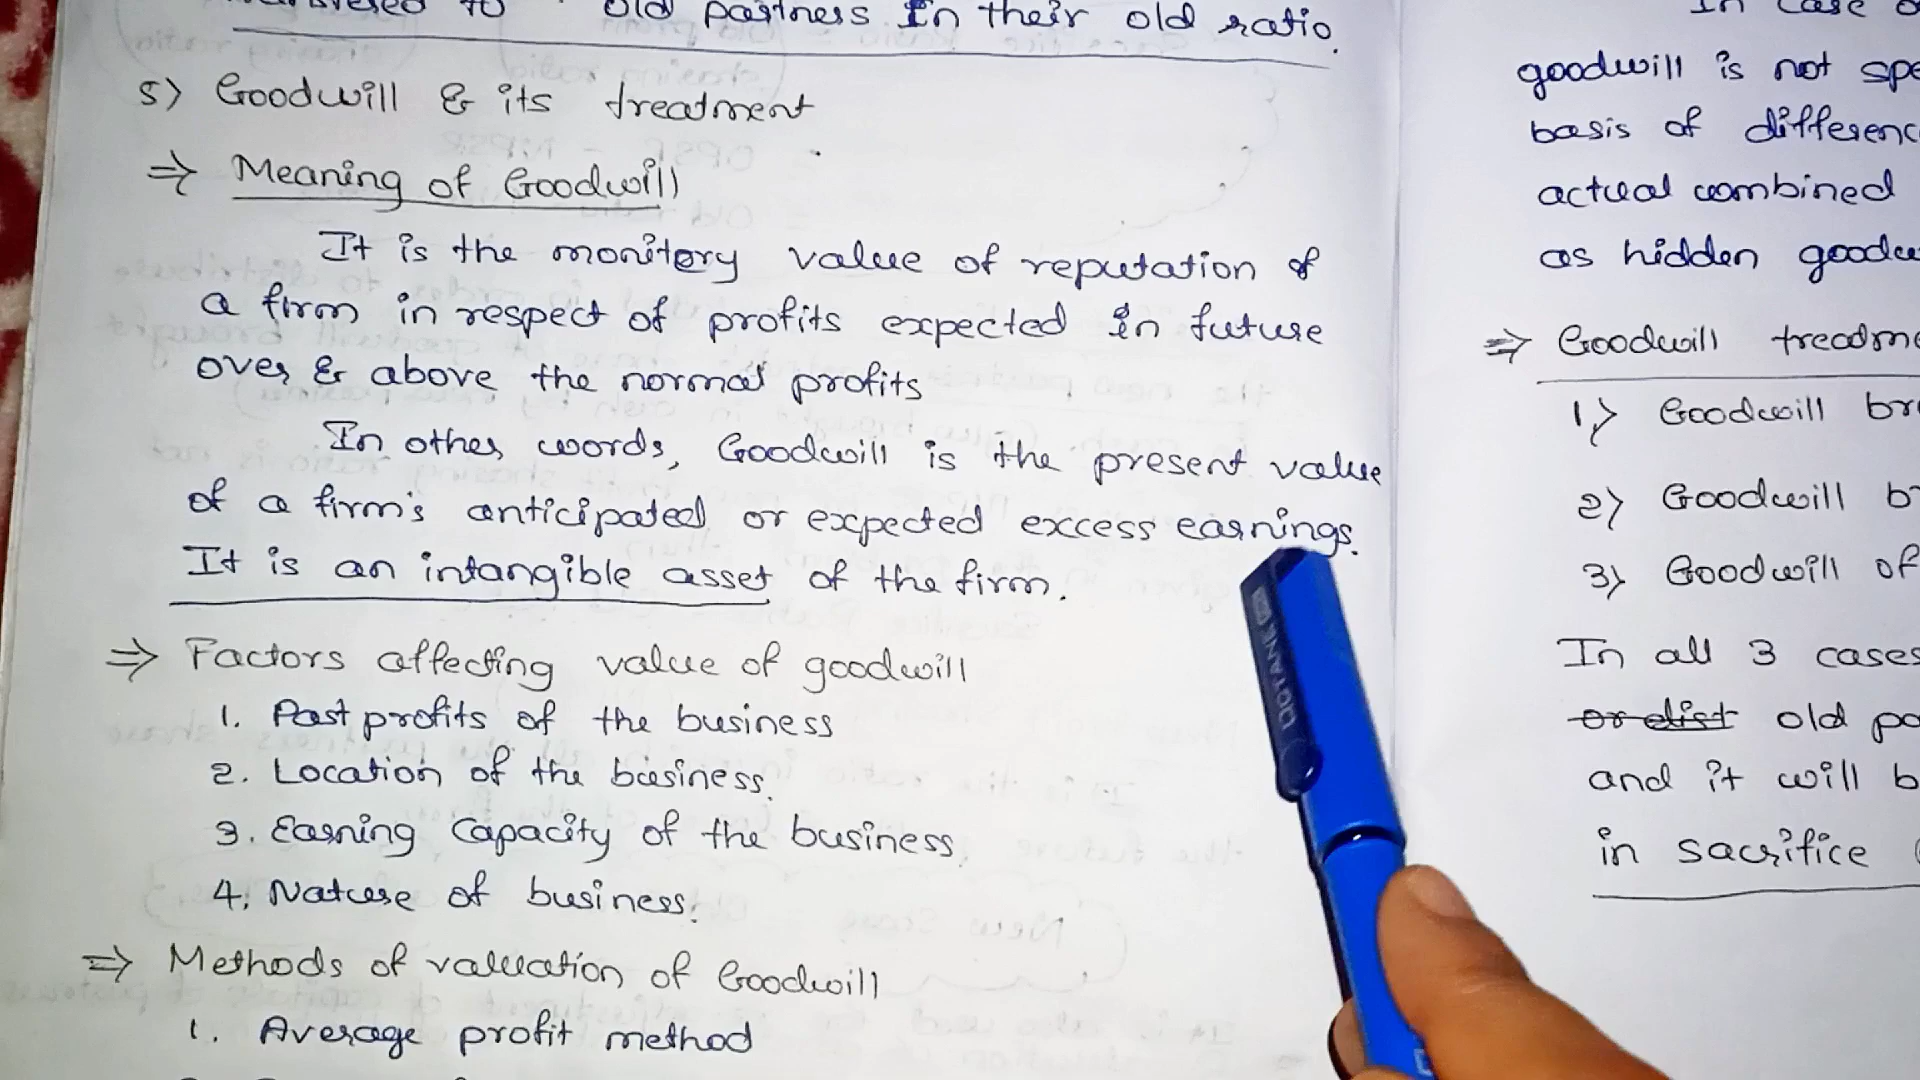 to old partners In their old ratio.
5) Goodwill & its treatment
⇒ Meaning of Goodwill
It is the monitery value of reputation of
a firm in respect of profits expected in future
over & above the normal profits
In other words, Goodwill is the present value
of a firm's anticipated or expected excess earnings.
It is an intangible asset of the firm.
⇒ Factors affecting value of goodwill
1. Past profits of the business
2. Location of the business.
3. Earning Capacity of the business.
4. Nature of business.
⇒ Methods of valuation of Goodwill
1. Average profit method
In case
goodwill is not
basis of
actual combined
as hidden
⇒ Goodwill
1) Goodwill
2) Goodwill
3) Goodwill of
In all 3 cases
or dist old
and it will
in sacrifice